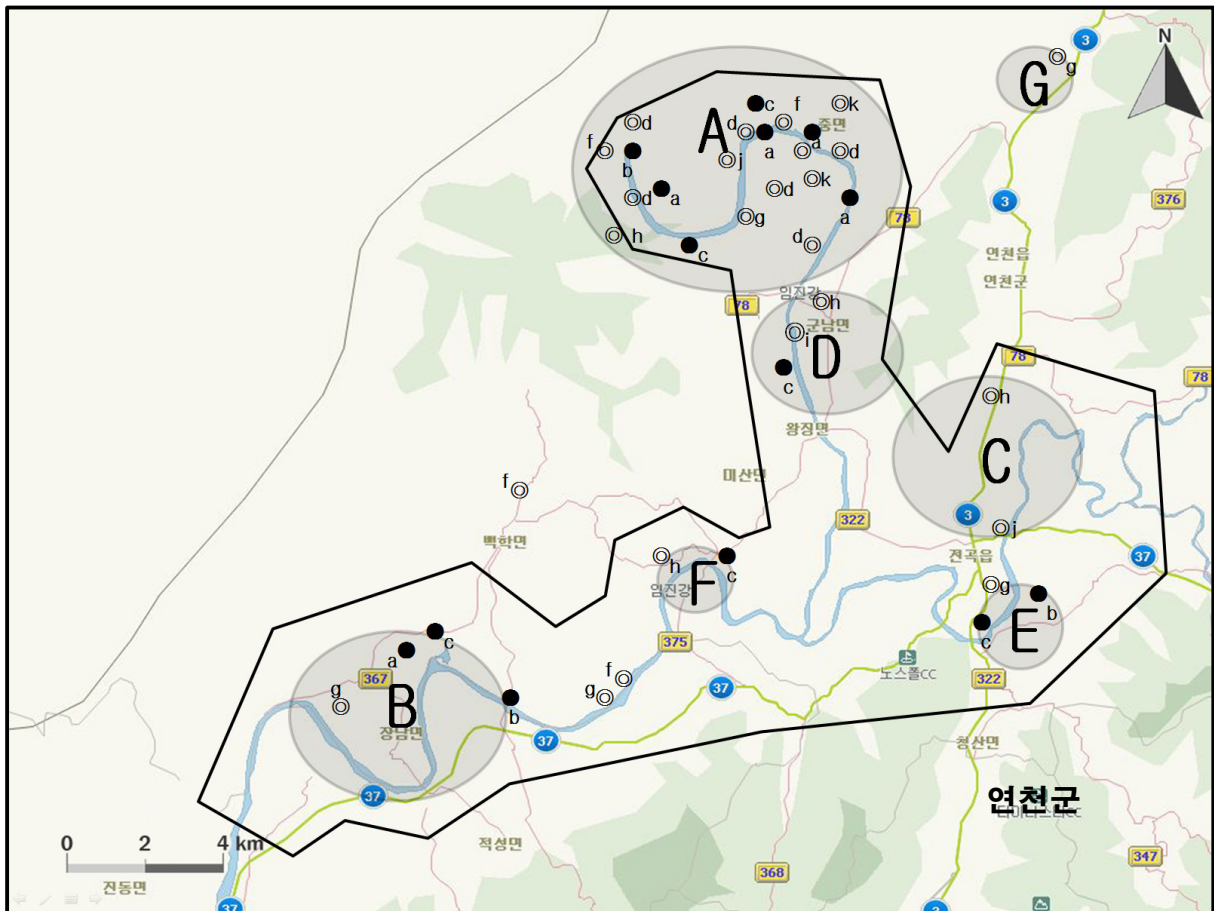 3
N
G
g
c
f
k
중면
d
d
A
a
a
f
b
j
d
k
376
3
a
d
d
a
g
78
h
c
d
연천읍
연천군
임진강
h
78
군남면
i
D
c
78
78
h
왕징면
C
미산면
f
322
3
j
백학면
전곡읍
37
h
c
F
임진강
g
b
E
c
c
a
375
노스폴CC
367
f
g
322
g
B
b
37
장남면
37
청산면
37
연천군
0 2 4 km
적성면
347
진동면
368
37
3